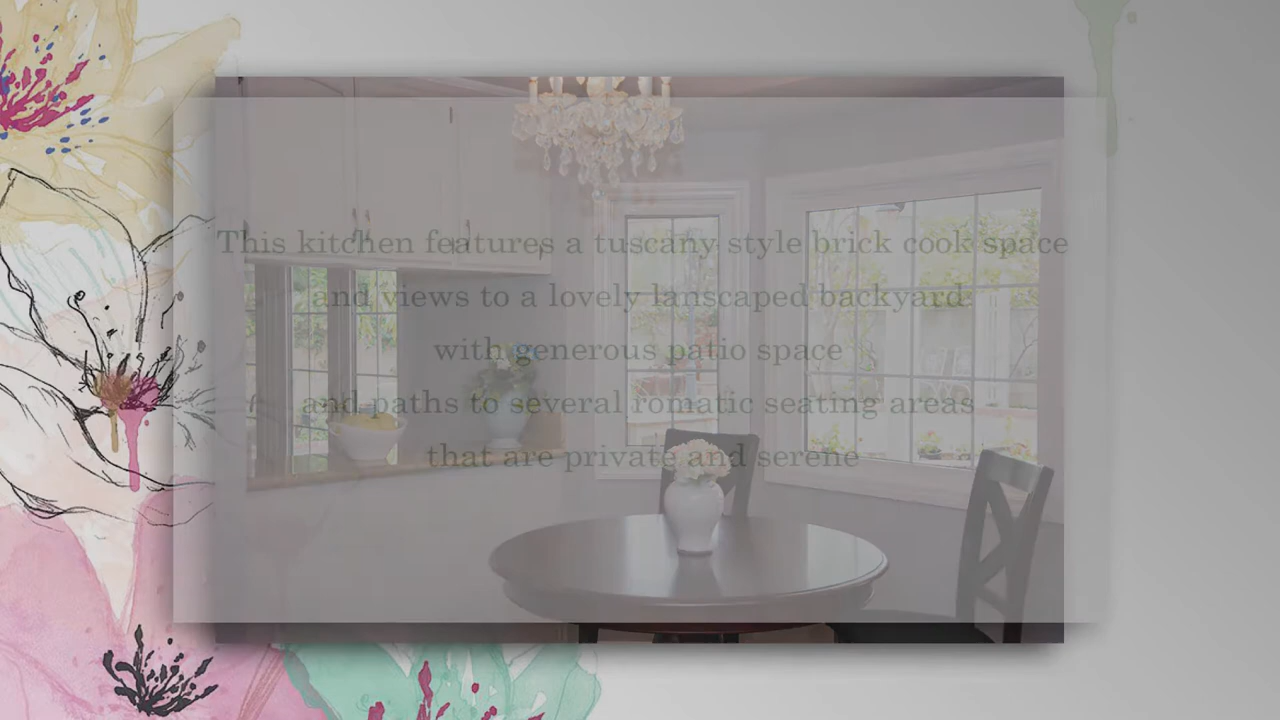 This kitchen features a tuscany style brick cook space
and views to a lovely lanscaped backyard
with generous patio space
and paths to several romatic seating areas
that are private and serene